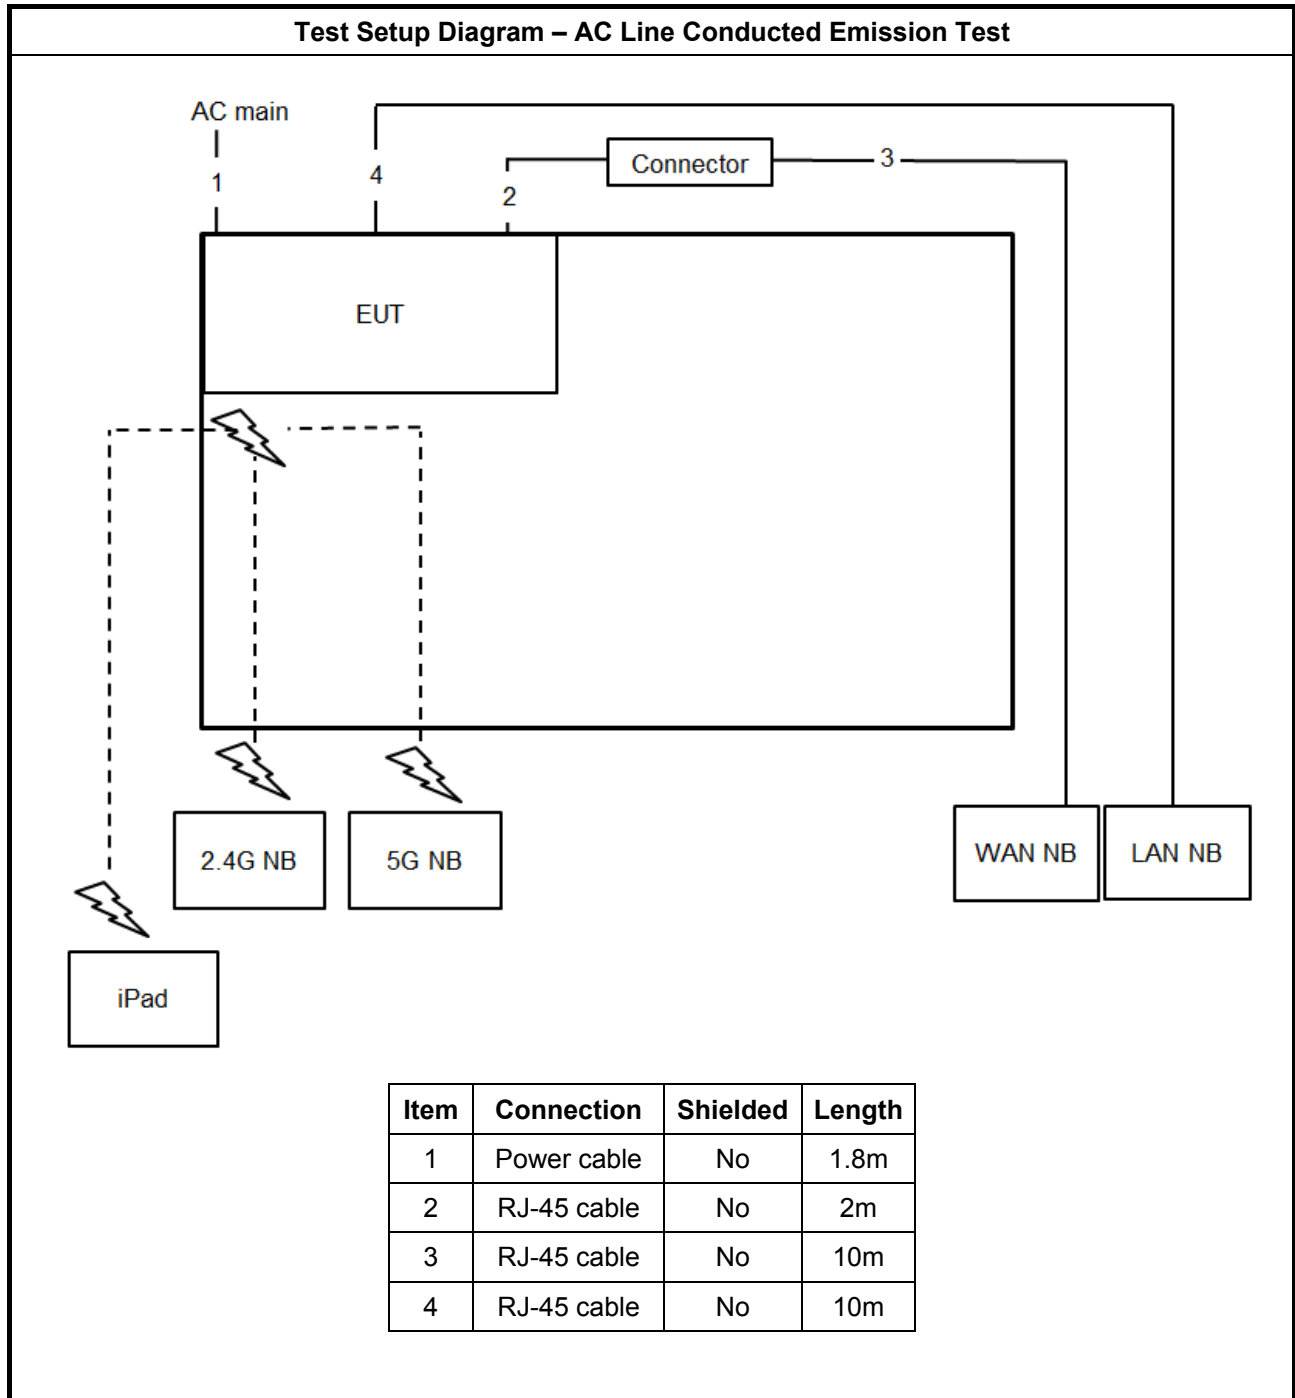 Test Setup Diagram – AC Line Conducted Emission Test
AC main
1
4
2
Connector
3
EUT
2.4G NB
5G NB
WAN NB
LAN NB
iPad
Item Connection Shielded Length
1 Power cable No 1.8m
2 RJ-45 cable No 2m
3 RJ-45 cable No 10m
4 RJ-45 cable No 10m